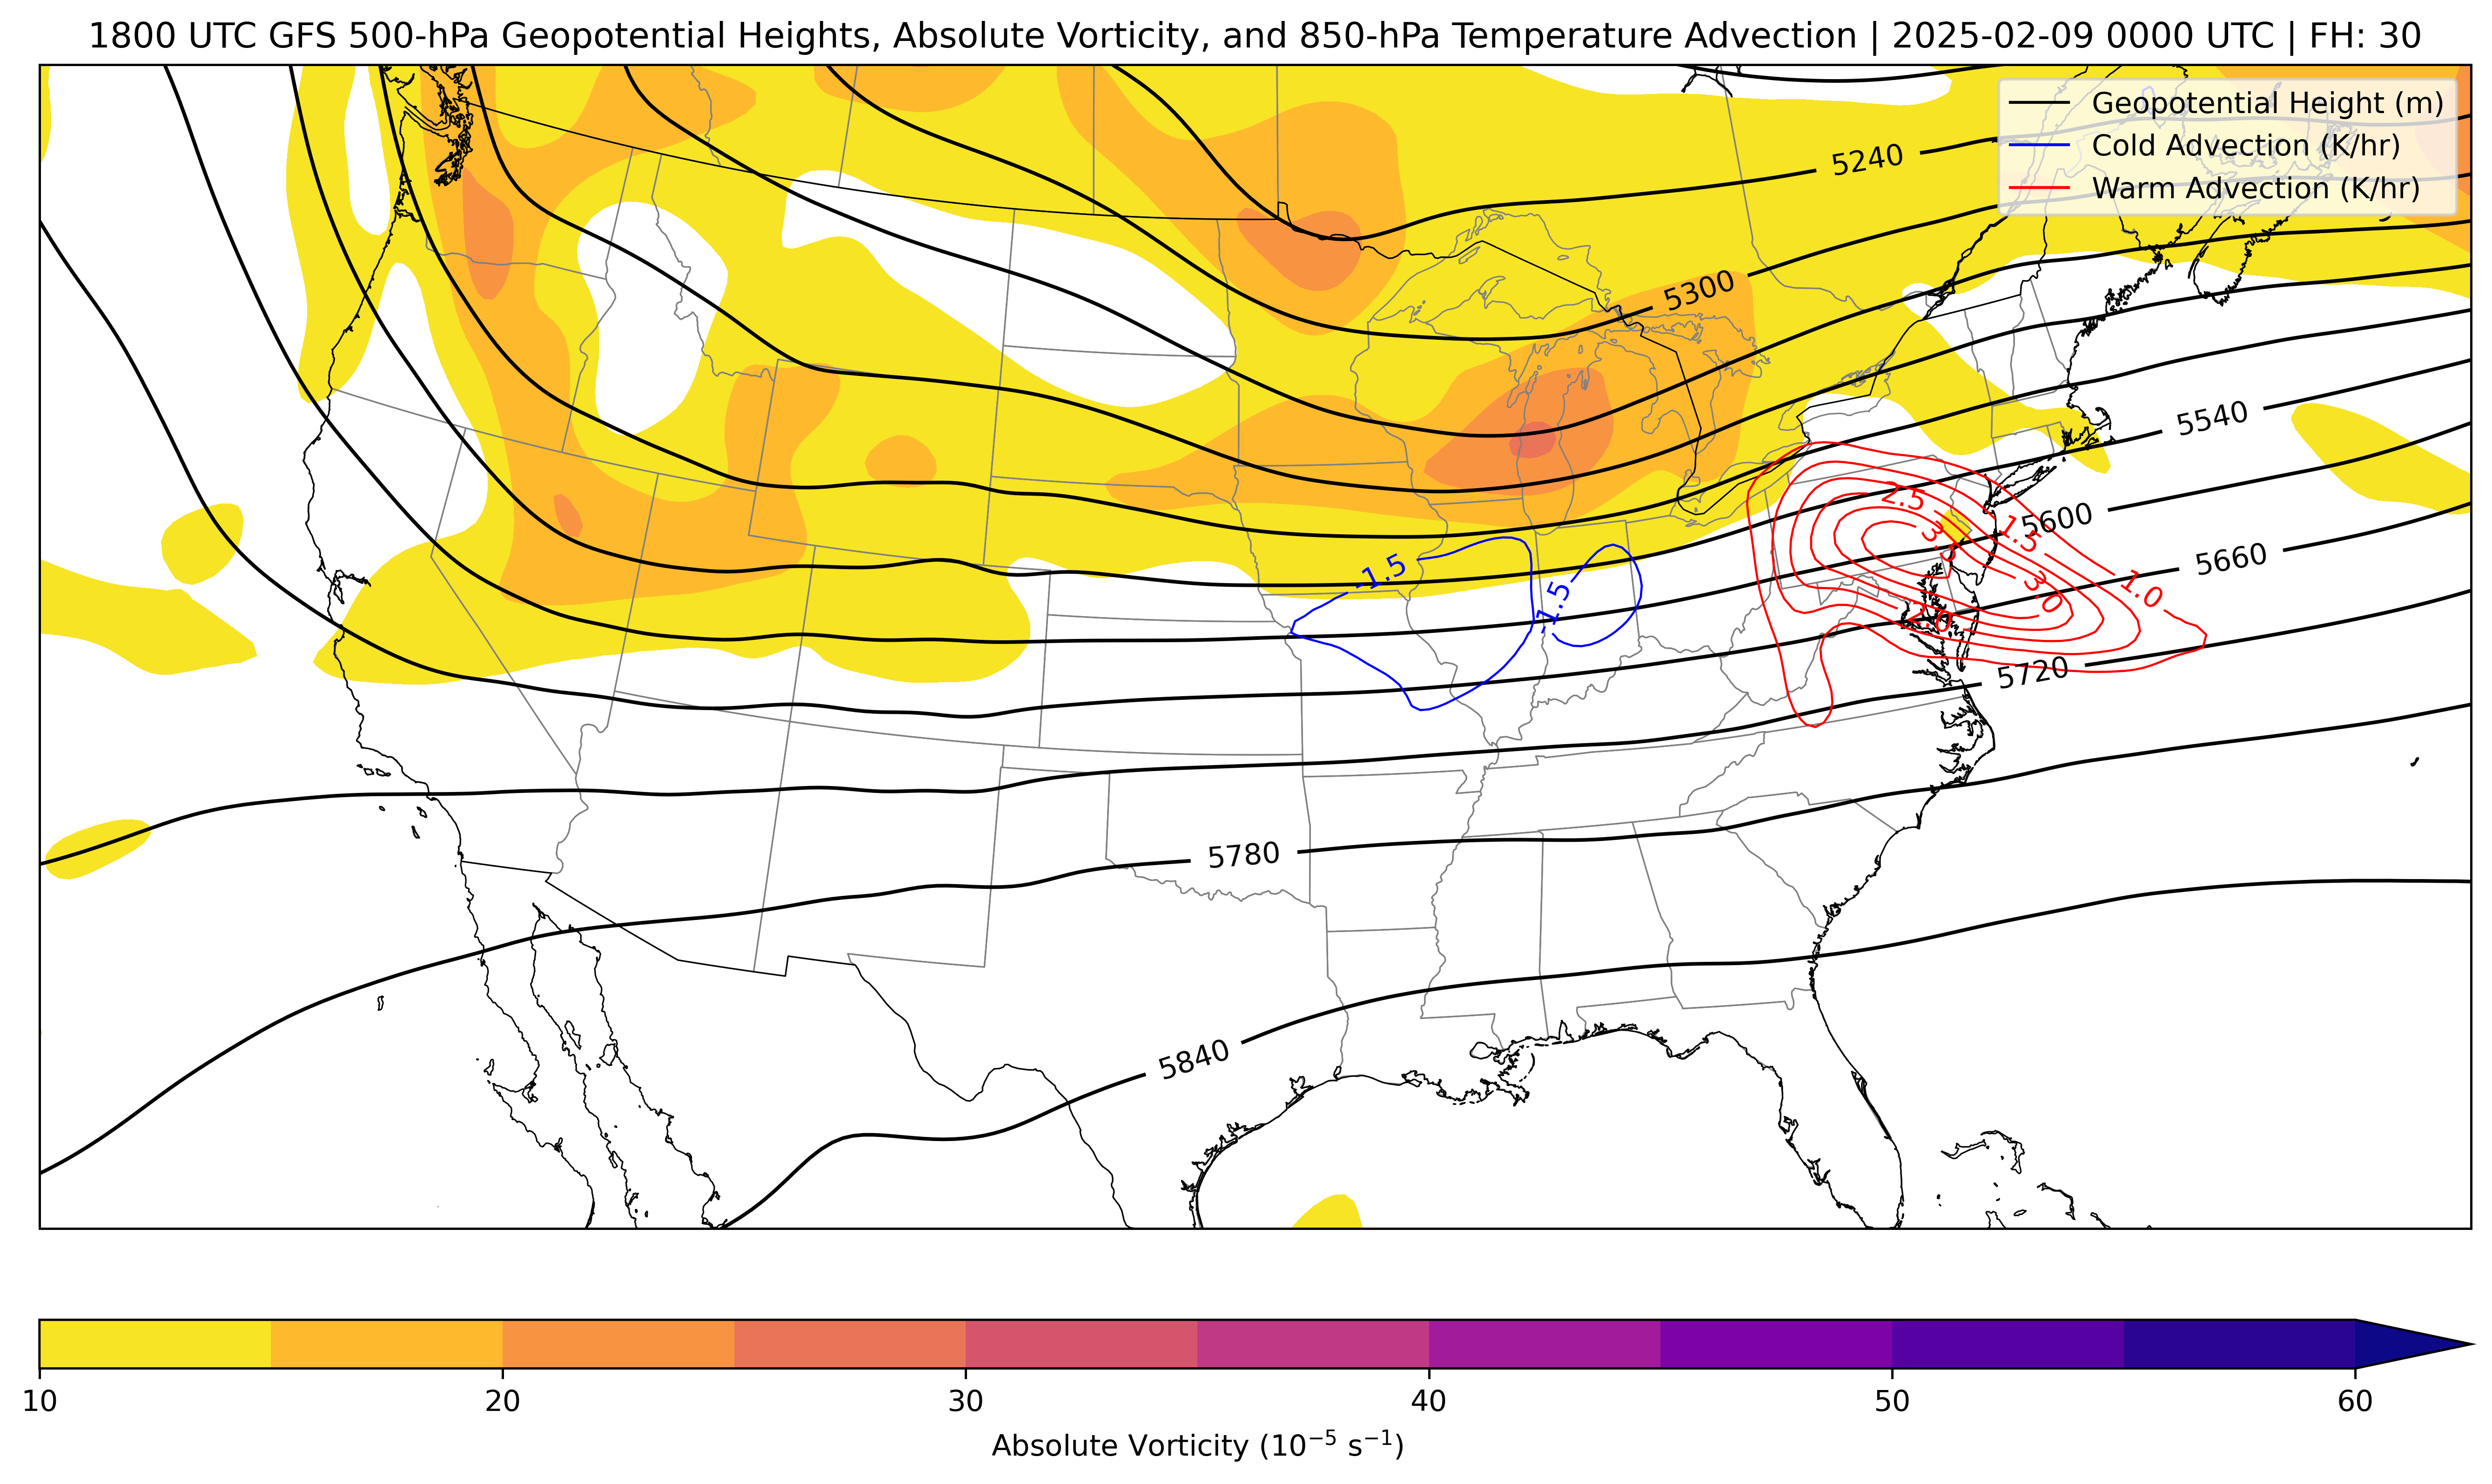 1800 UTC GFS 500-hPa Geopotential Heights, Absolute Vorticity, and 850-hPa Temperature Advection | 2025-02-09 0000 UTC | FH: 30
Geopotential Height (m)
Cold Advection (K/hr)
Warm Advection (K/hr)
5240
5300
5540
2.5
1.5
5600
3.5
5660
-1.5
-1.5
3.0
1.0
2.0
5720
5780
5840
10 20 30 40 50 60
Absolute Vorticity (10⁻⁵ s⁻¹)